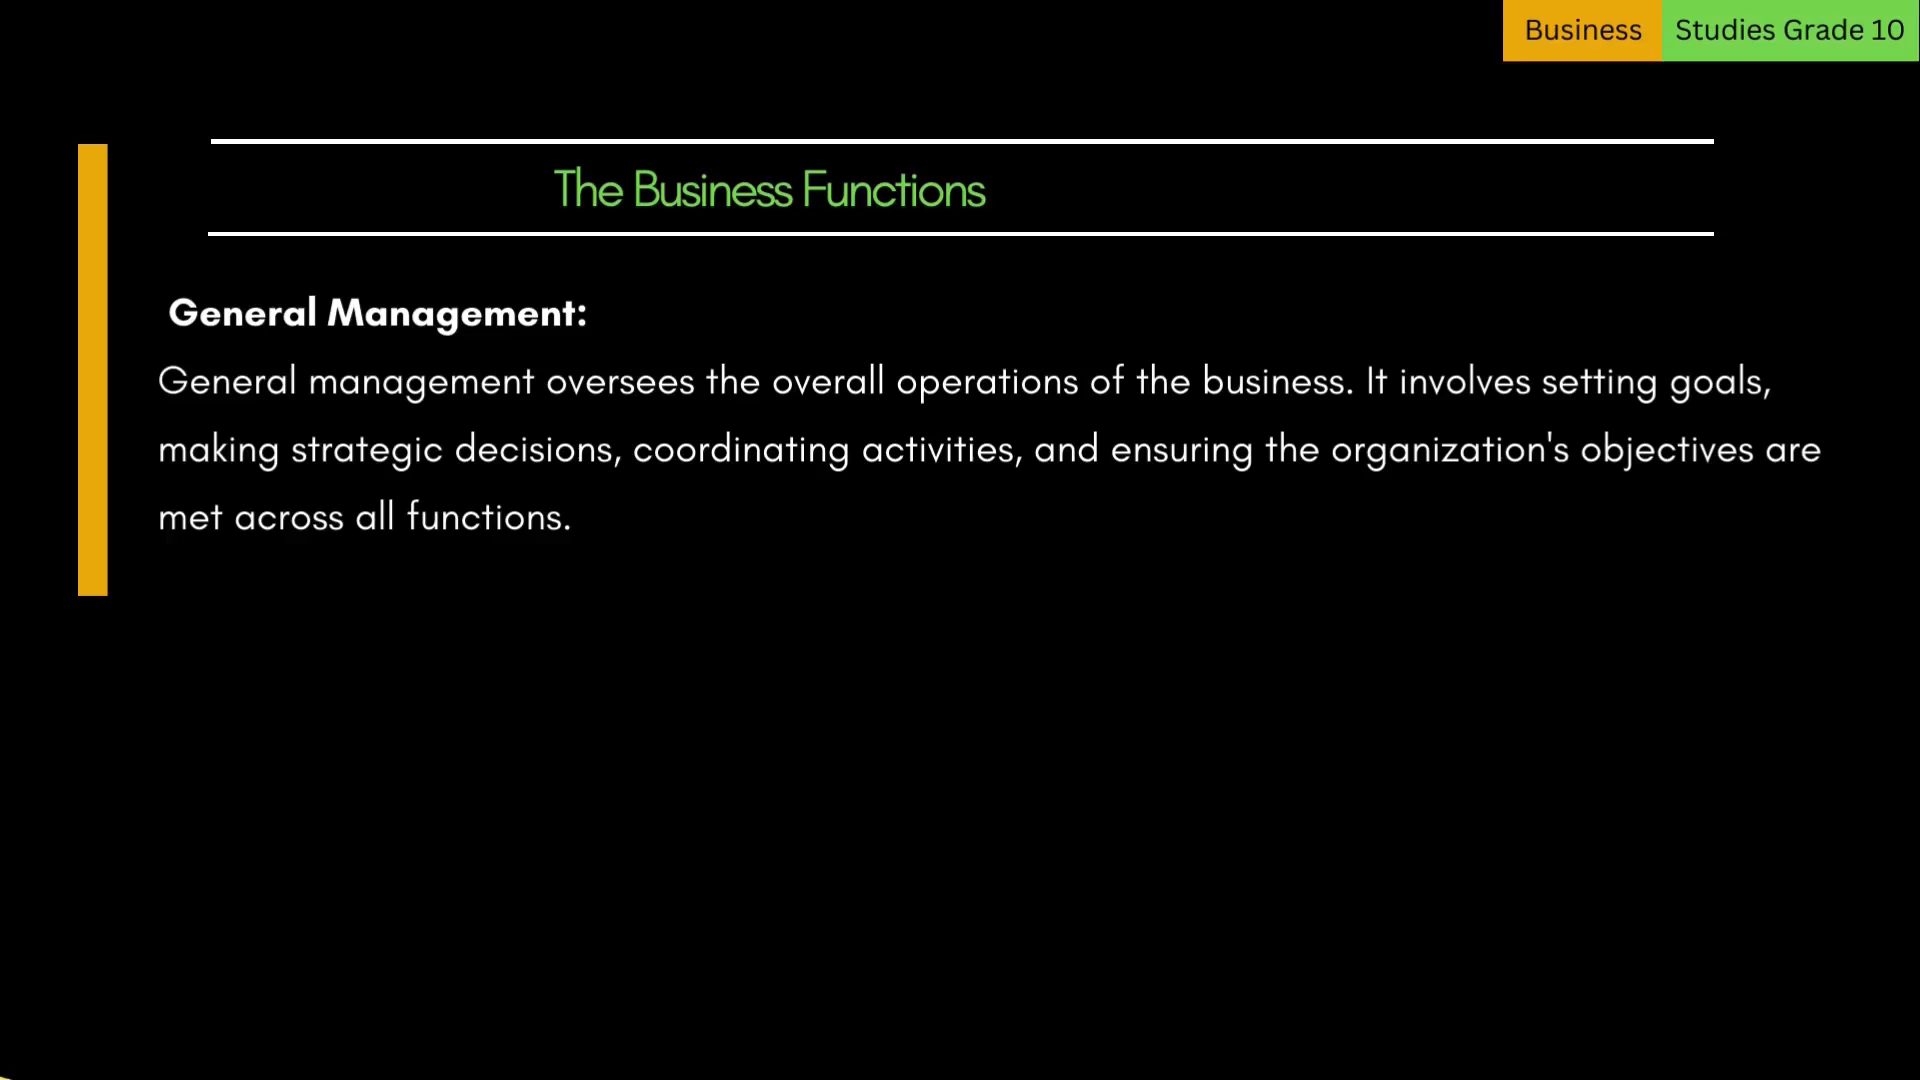 Business Studies Grade 10
The Business Functions
General Management:
General management oversees the overall operations of the business. It involves setting goals,
making strategic decisions, coordinating activities, and ensuring the organization's objectives are
met across all functions.